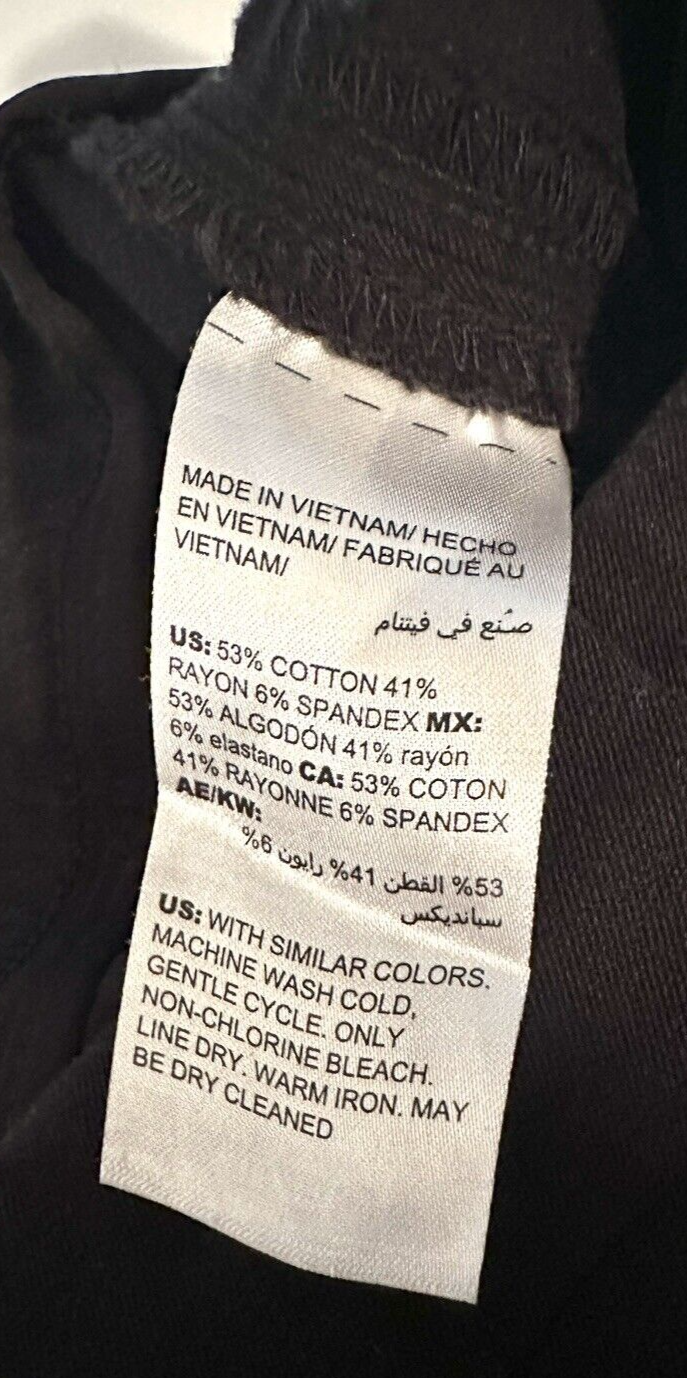 MADE IN VIETNAM/ HECHO
EN VIETNAM/ FABRIQUÉ AU
VIETNAM/
صُنع في فيتنام
US: 53% COTTON 41%
RAYON 6% SPANDEX MX:
53% ALGODÓN 41% rayón
6% elastano CA: 53% COTON
41% RAYONNE 6% SPANDEX
AE/KW:
53% القطن 41% رايون 6%
سبانديكس
US: WITH SIMILAR COLORS.
MACHINE WASH COLD,
GENTLE CYCLE. ONLY
NON-CHLORINE BLEACH.
LINE DRY. WARM IRON. MAY
BE DRY CLEANED